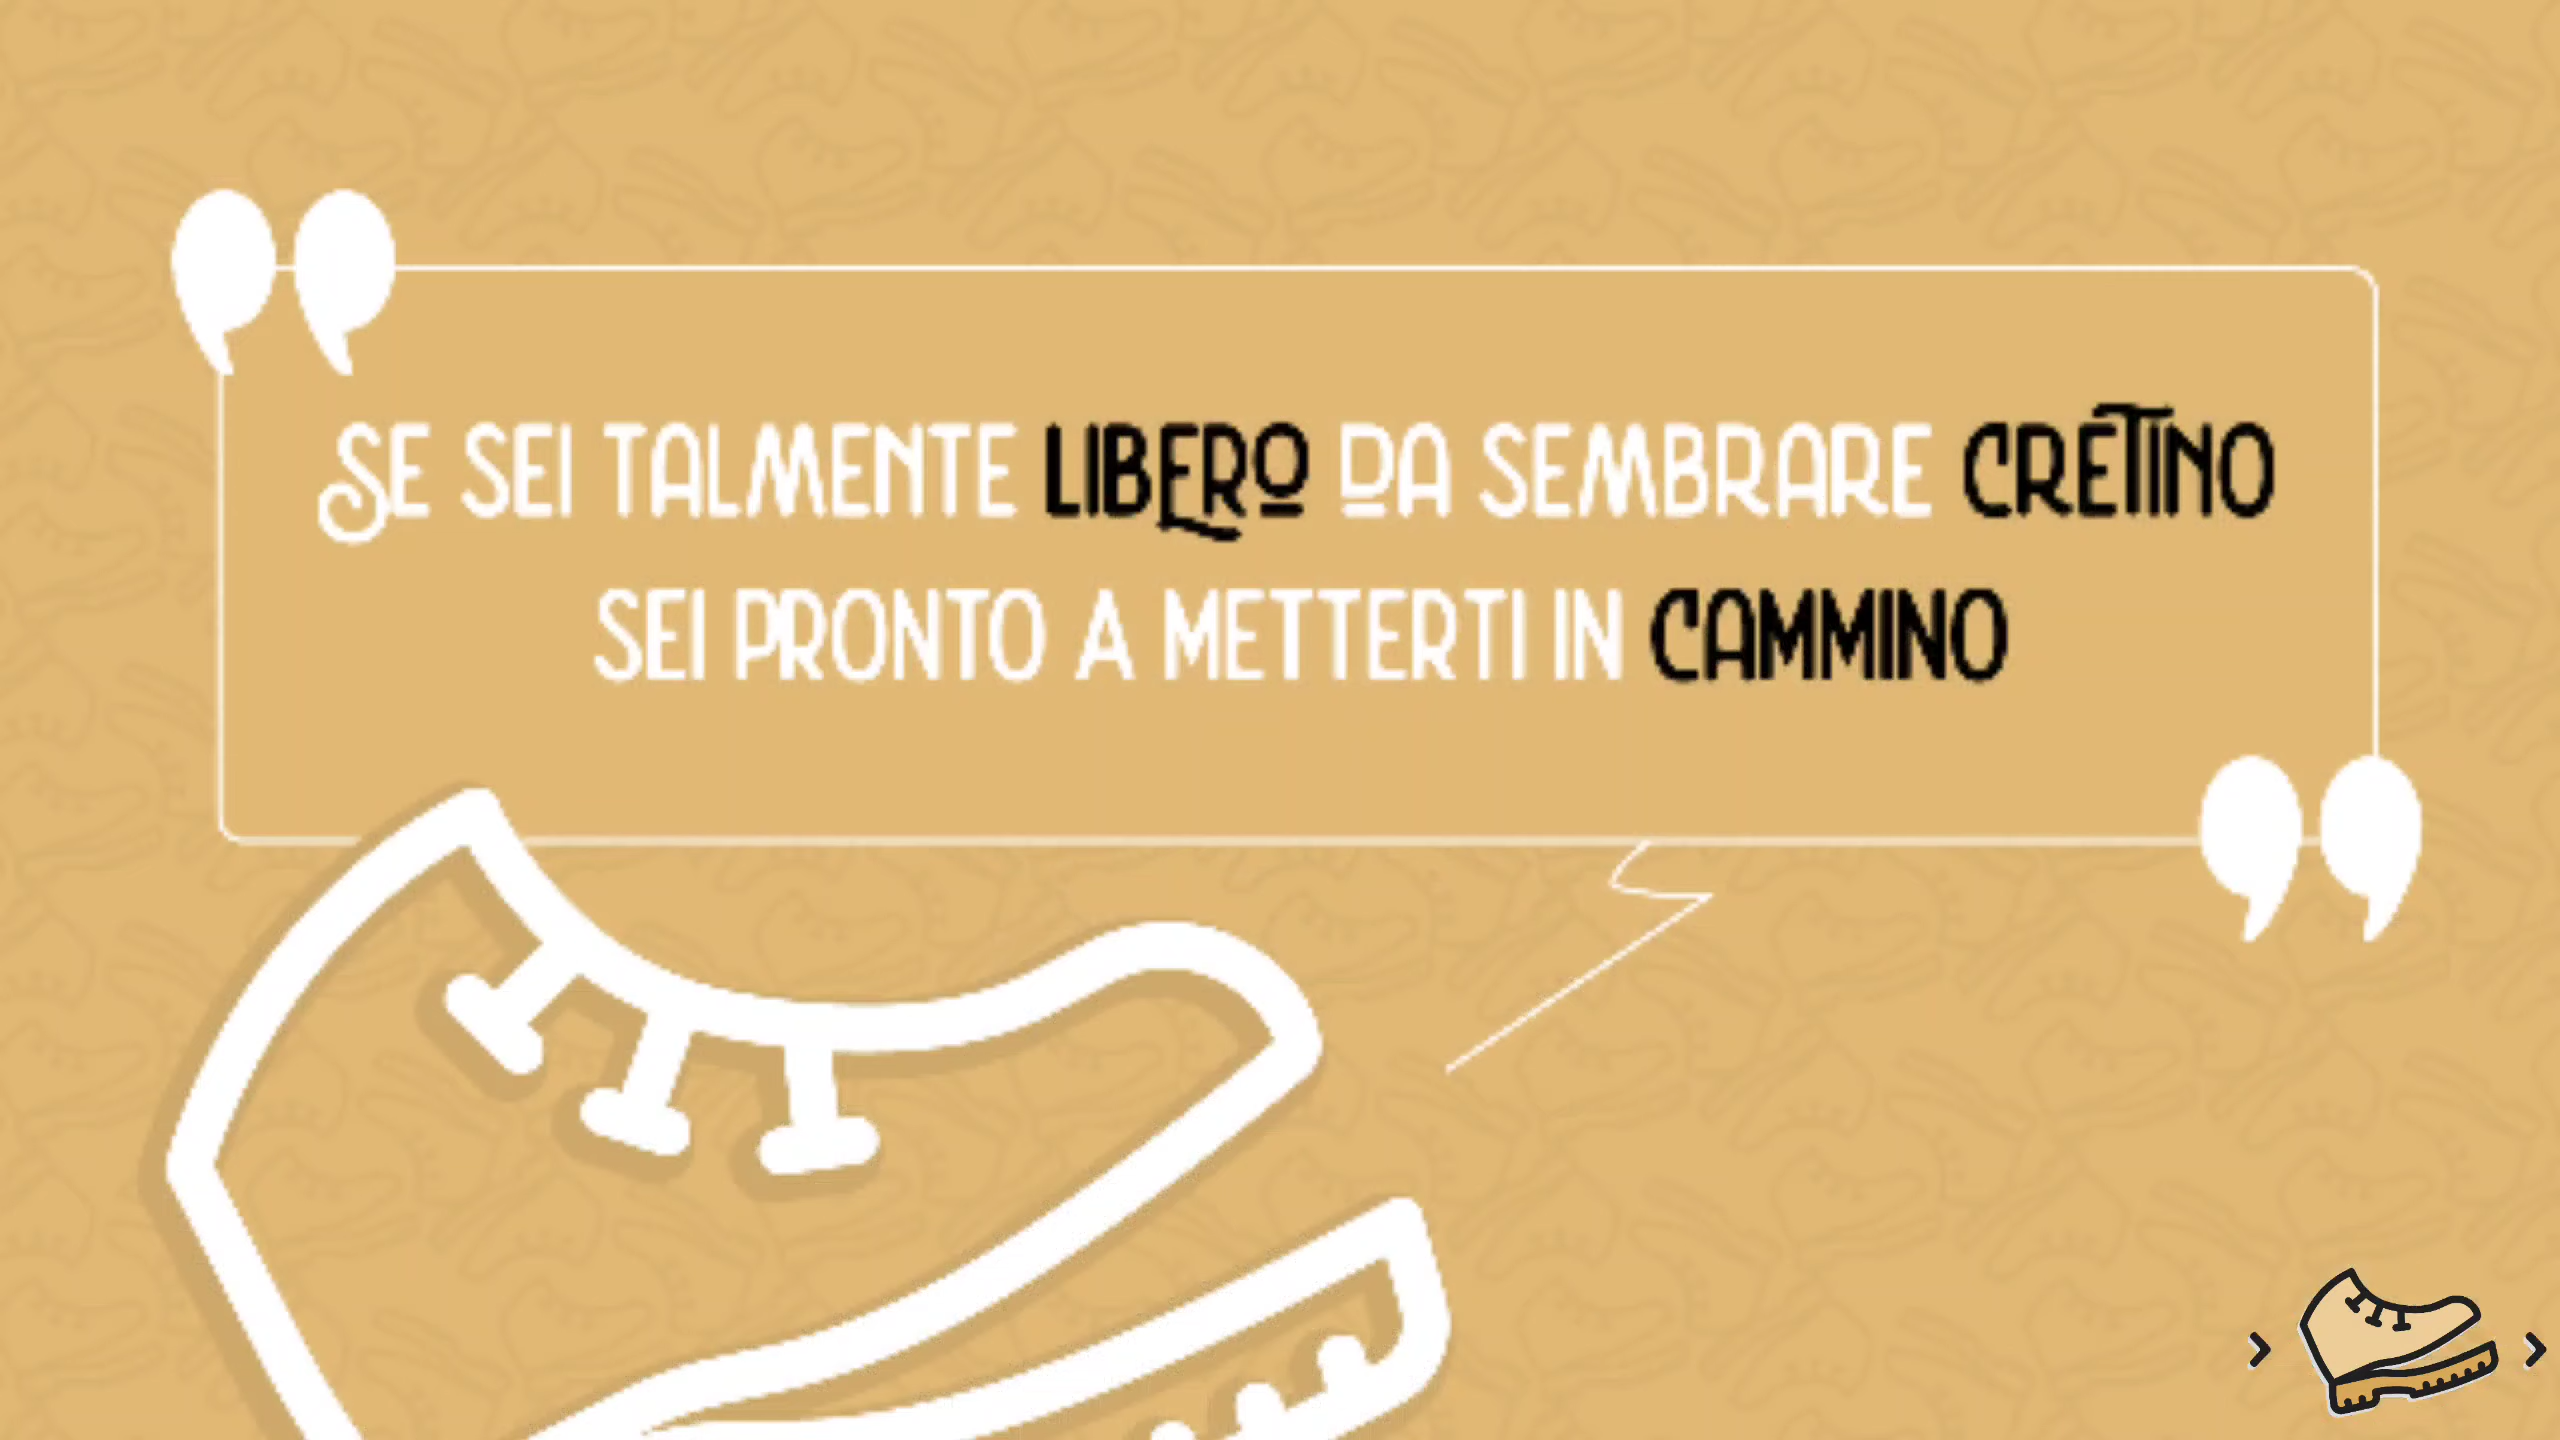 SE SEI TALMENTE LIBERO DA SEMBRARE CRETINO
SEI PRONTO A METTERTI IN CAMMINO